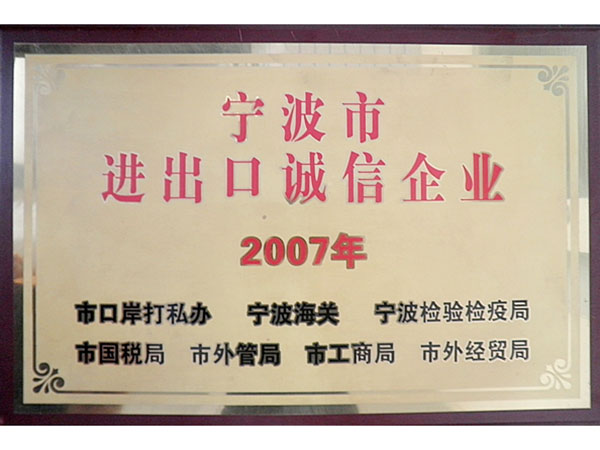 宁波市
进出口诚信企业
2007年
市口岸打私办 宁波海关 宁波检验检疫局
市国税局 市外管局 市工商局 市外经贸局